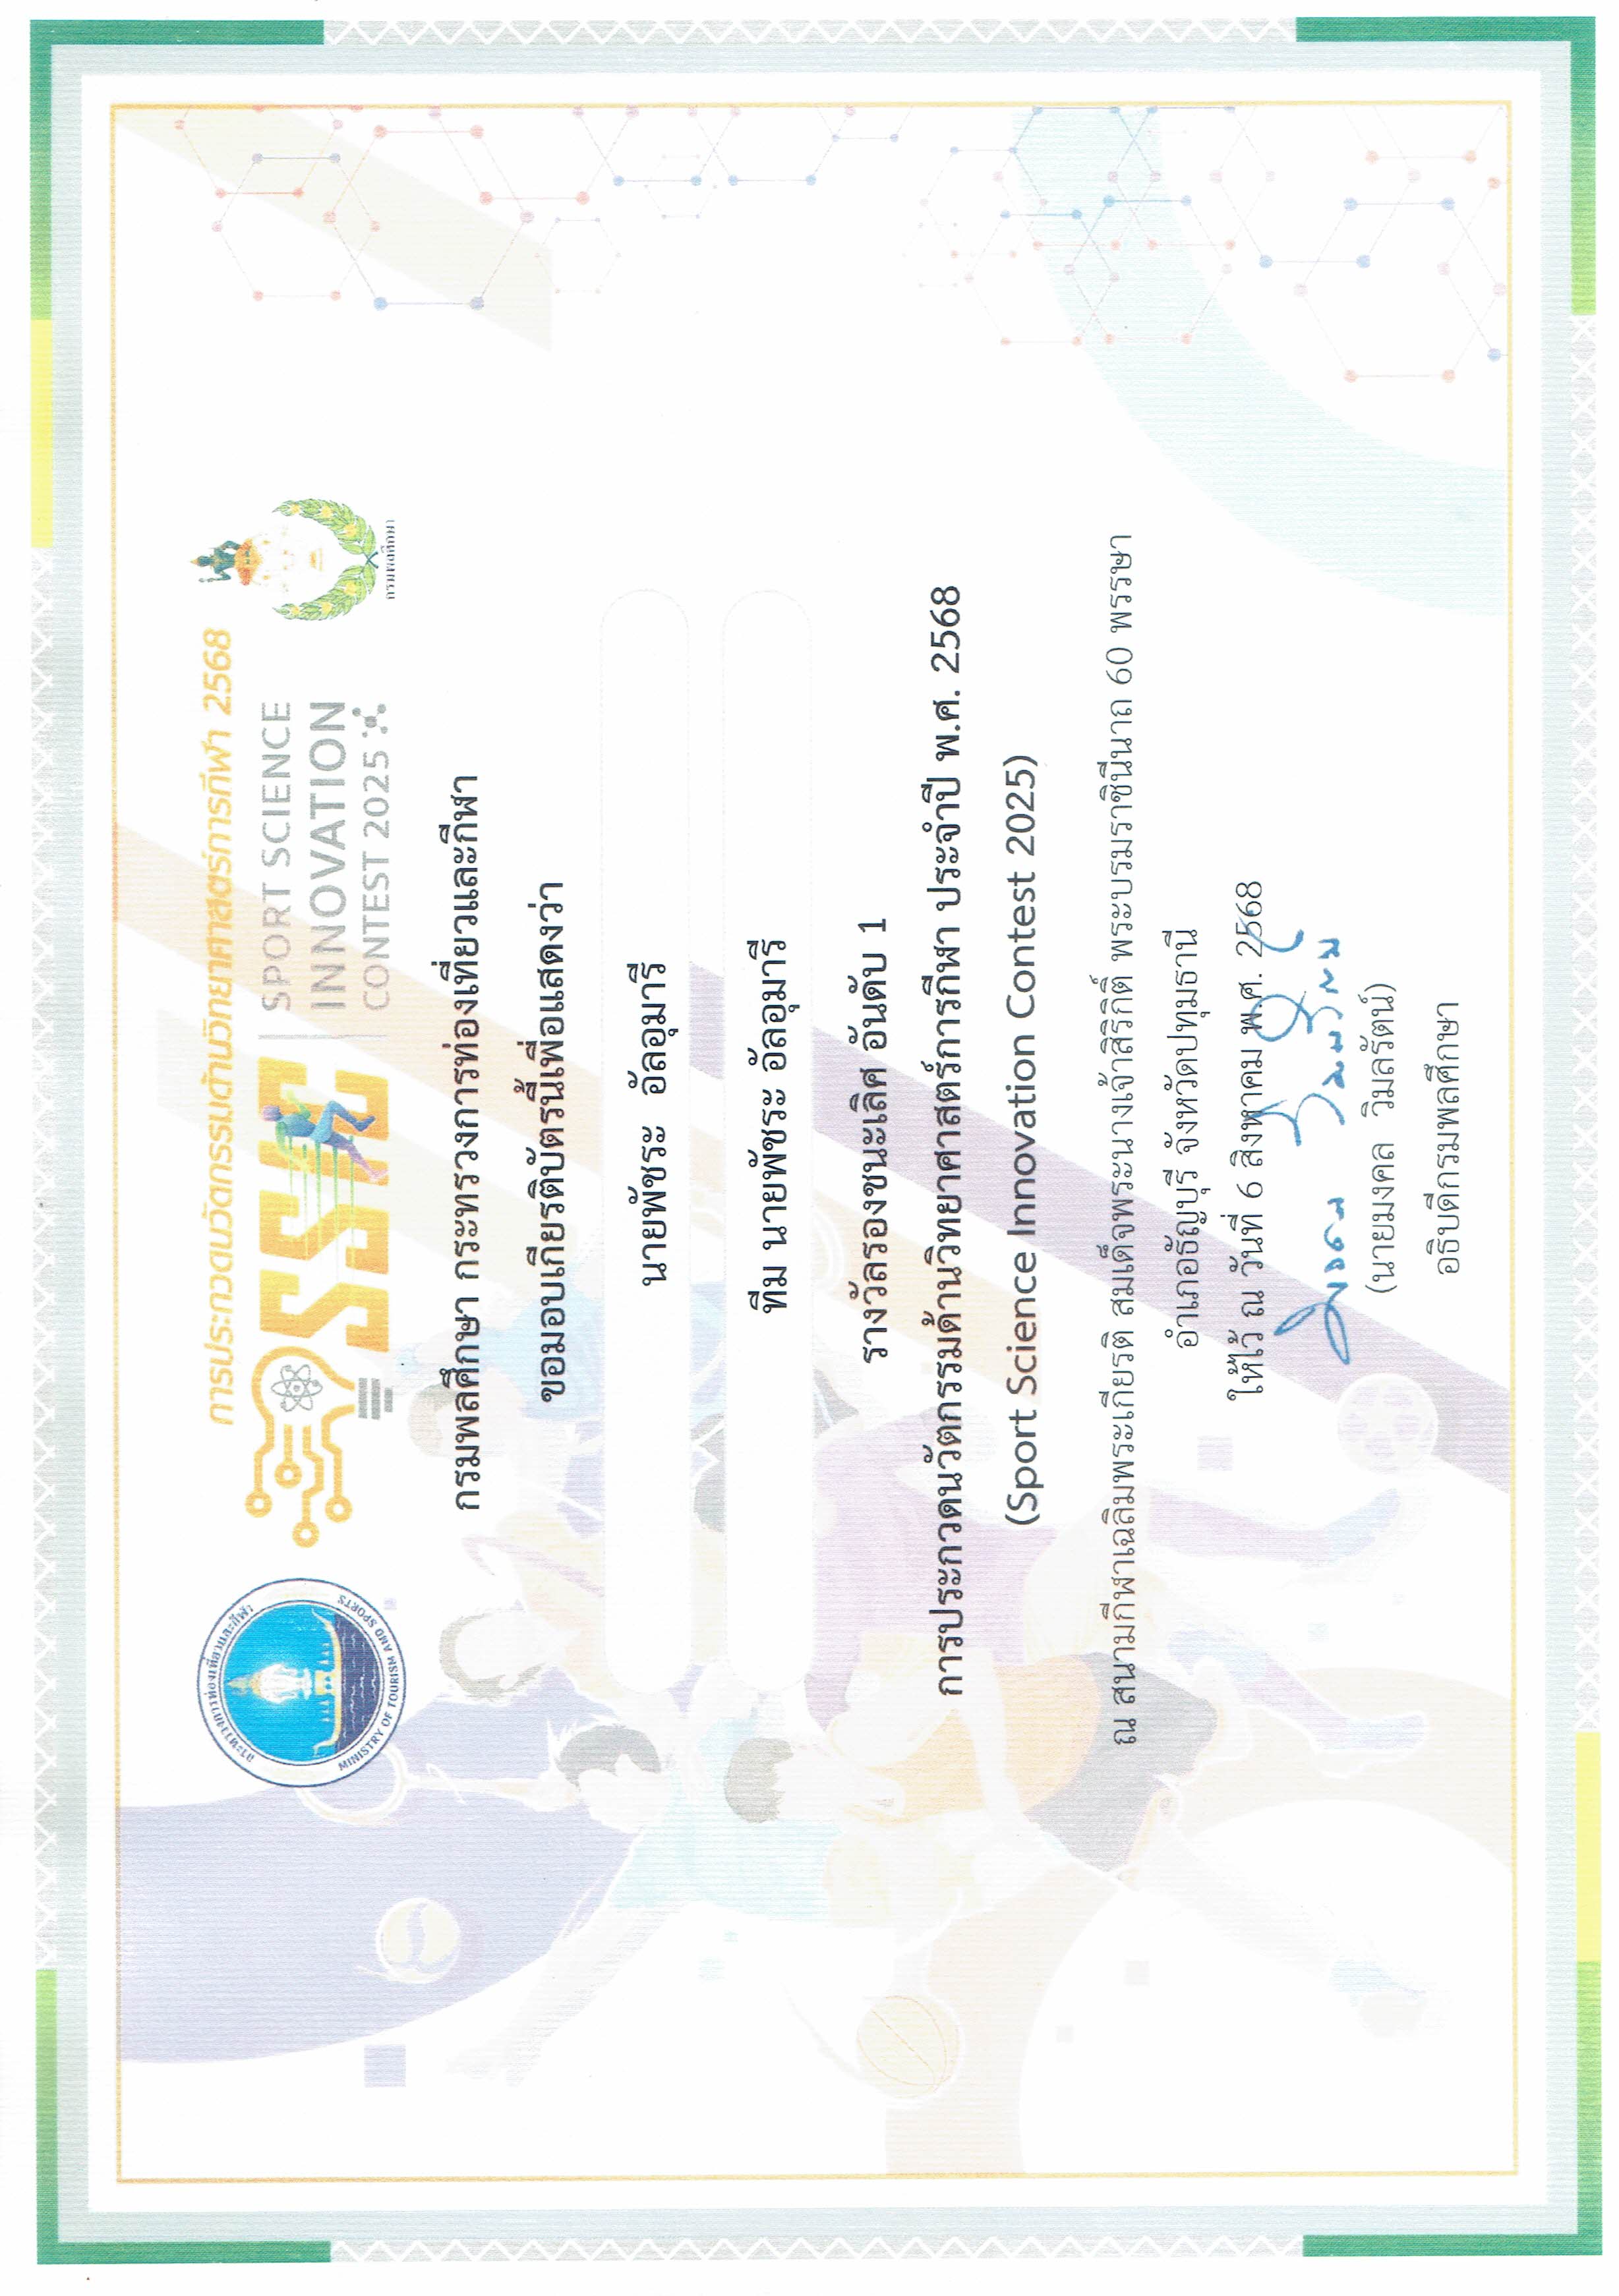 กระทรวงการท่องเที่ยวและกีฬา
MINISTRY OF TOURISM AND SPORTS
การประกวดนวัตกรรมด้านวิทยาศาสตร์การกีฬา 2568
SSIC
SPORT SCIENCE
INNOVATION
CONTEST 2025
กรมพลศึกษา
กรมพลศึกษา กระทรวงการท่องเที่ยวและกีฬา
ขอมอบเกียรติบัตรนี้เพื่อแสดงว่า
นายพัชระ อัลอุมารี
ทีม นายพัชระ อัลอุมารี
รางวัลรองชนะเลิศ อันดับ 1
การประกวดนวัตกรรมด้านวิทยาศาสตร์การกีฬา ประจำปี พ.ศ. 2568
(Sport Science Innovation Contest 2025)
ณ สนามกีฬาเฉลิมพระเกียรติ สมเด็จพระนางเจ้าสิริกิติ์ พระบรมราชินีนาถ 60 พรรษา
อำเภอธัญบุรี จังหวัดปทุมธานี
ให้ไว้ ณ วันที่ 6 สิงหาคม พ.ศ. 2568
มงคล วิมลรัตน์
(นายมงคล วิมลรัตน์)
อธิบดีกรมพลศึกษา